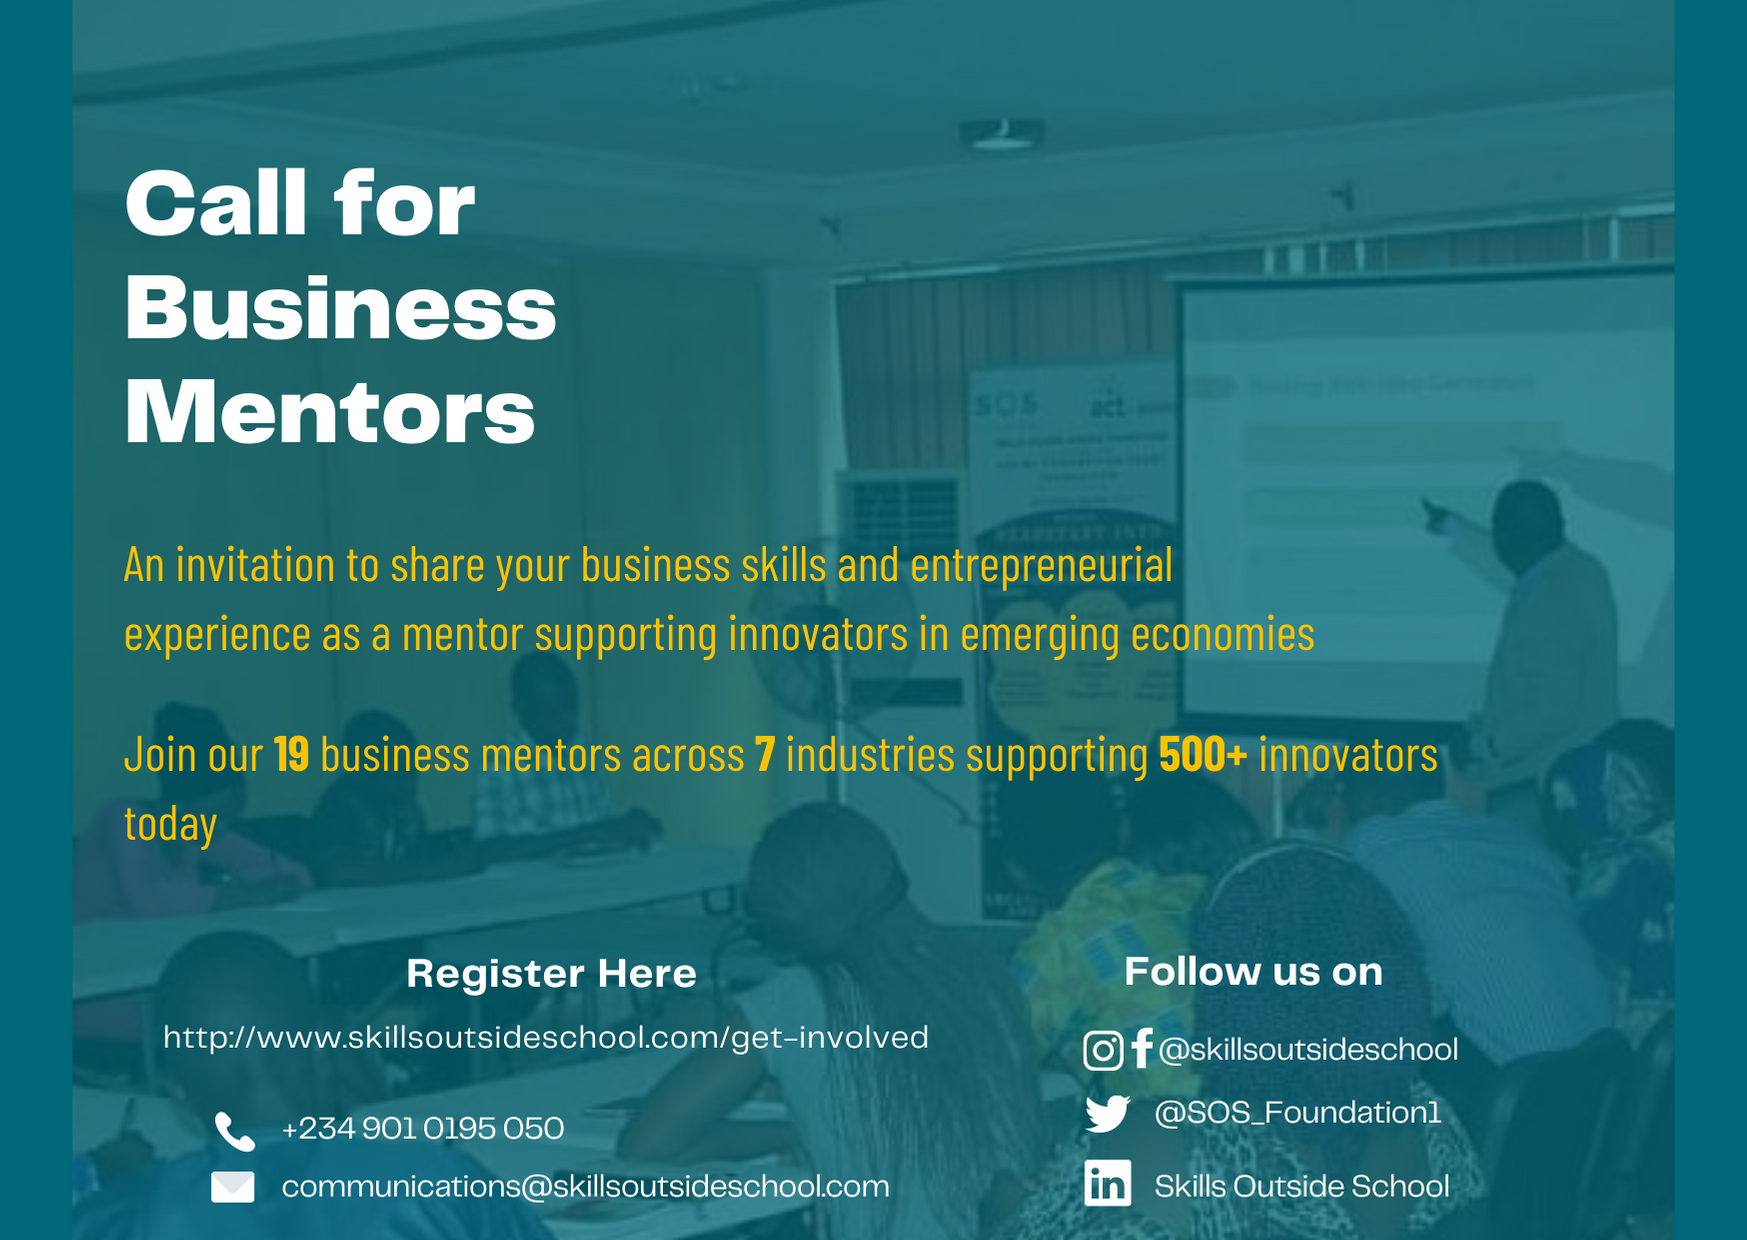 Call for
Business
Mentors
An invitation to share your business skills and entrepreneurial
experience as a mentor supporting innovators in emerging economies
Join our 19 business mentors across 7 industries supporting 500+ innovators
today
Register Here
http://www.skillsoutsideschool.com/get-involved
+234 901 0195 050
communications@skillsoutsideschool.com
Follow us on
@skillsoutsideschool
@SOS_Foundation1
Skills Outside School
SOS
act